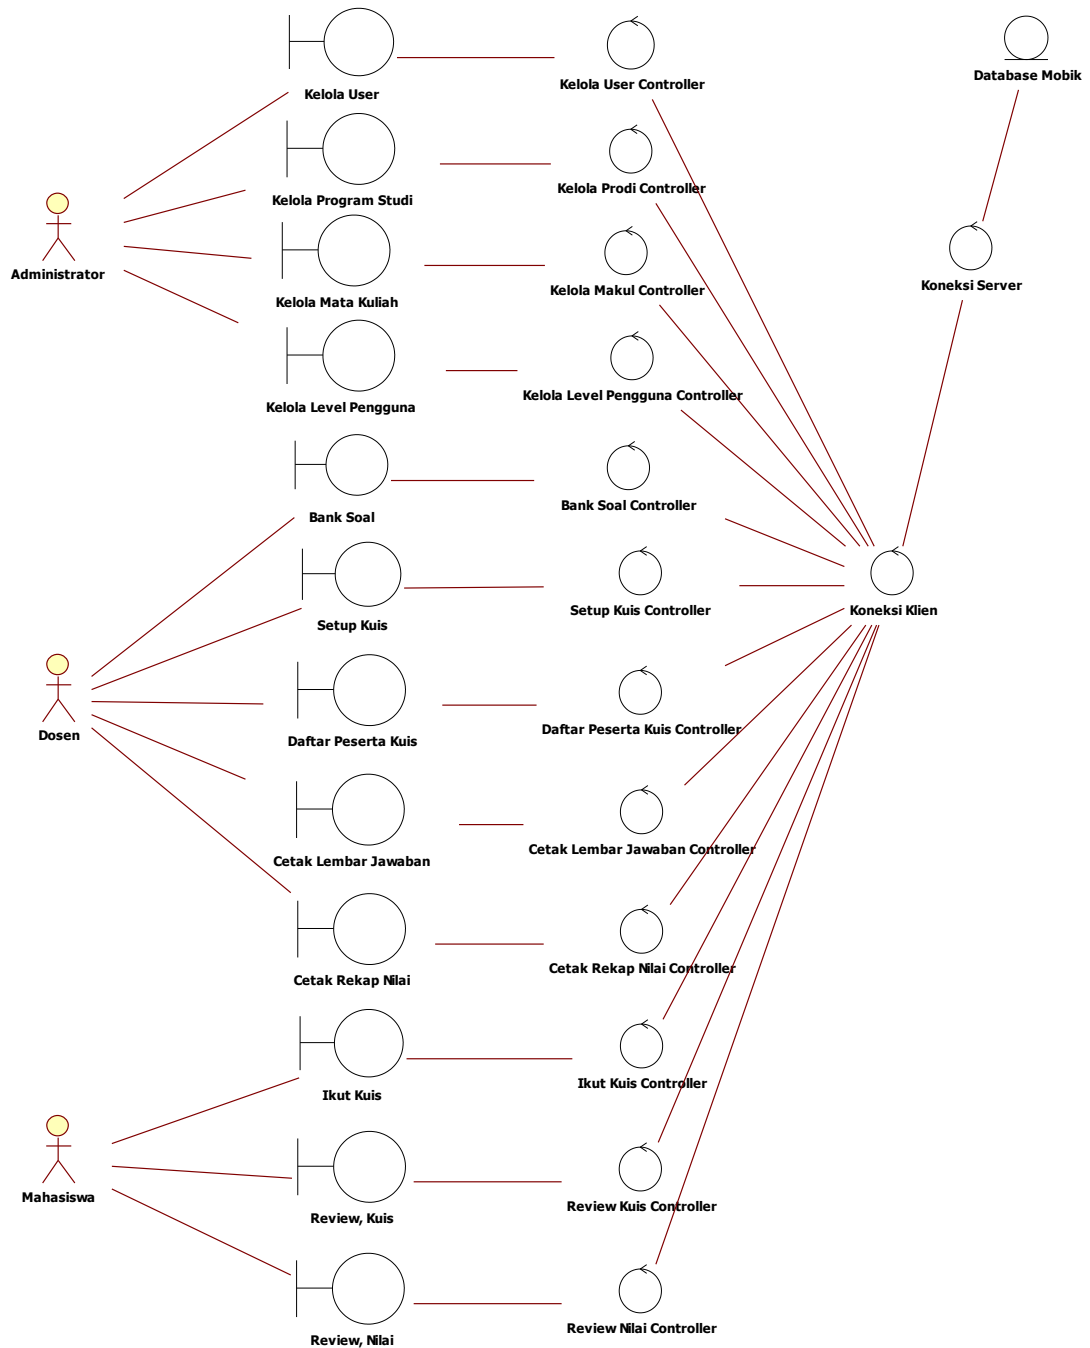 Kelola User
Kelola User Controller
Database Mobik
Kelola Program Studi
Kelola Prodi Controller
Administrator
Kelola Mata Kuliah
Kelola Makul Controller
Koneksi Server
Kelola Level Pengguna
Kelola Level Pengguna Controller
Bank Soal
Bank Soal Controller
Setup Kuis
Setup Kuis Controller
Koneksi Klien
Dosen
Daftar Peserta Kuis
Daftar Peserta Kuis Controller
Cetak Lembar Jawaban
Cetak Lembar Jawaban Controller
Cetak Rekap Nilai
Cetak Rekap Nilai Controller
Ikut Kuis
Ikut Kuis Controller
Mahasiswa
Review, Kuis
Review Kuis Controller
Review, Nilai
Review Nilai Controller